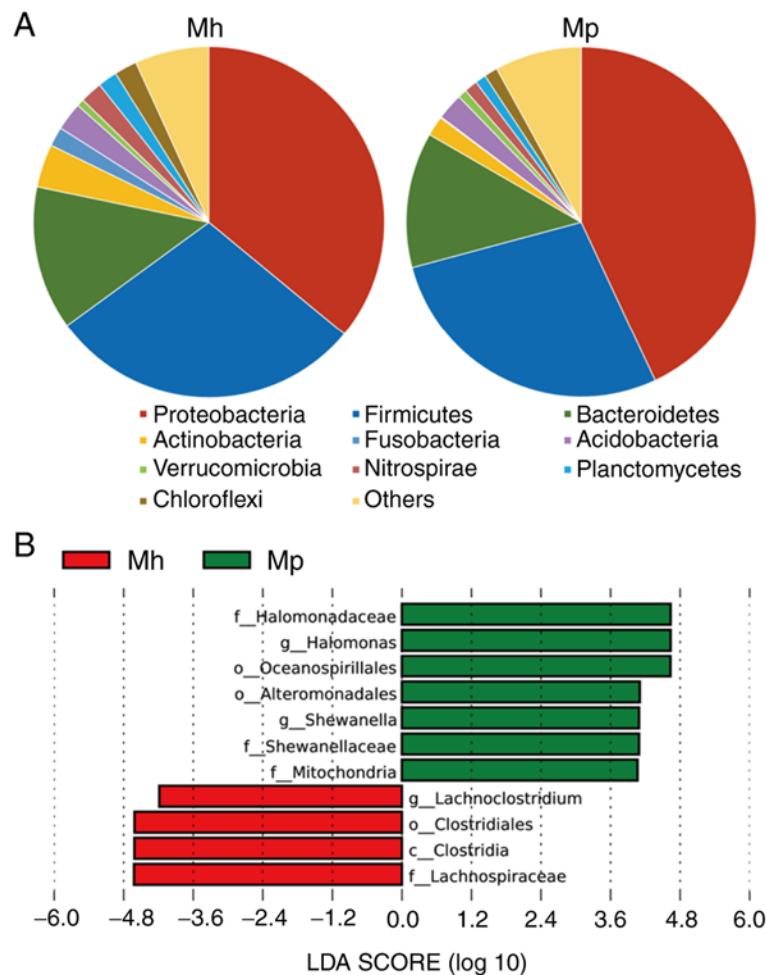 A
Mh
Mp
Proteobacteria Firmicutes Bacteroidetes
Actinobacteria Fusobacteria Acidobacteria
Verrucomicrobia Nitrospirae Planctomycetes
Chloroflexi Others
B
Mh Mp
f__Halomonadaceae
g__Halomonas
o__Oceanospirillales
o__Alteromonadales
g__Shewanella
f__Shewanellaceae
f__Mitochondria
g__Lachnoclostridium
o__Clostridiales
c__Clostridia
f__Lachnospiraceae
−6.0 −4.8 −3.6 −2.4 −1.2 0.0 1.2 2.4 3.6 4.8 6.0
LDA SCORE (log 10)